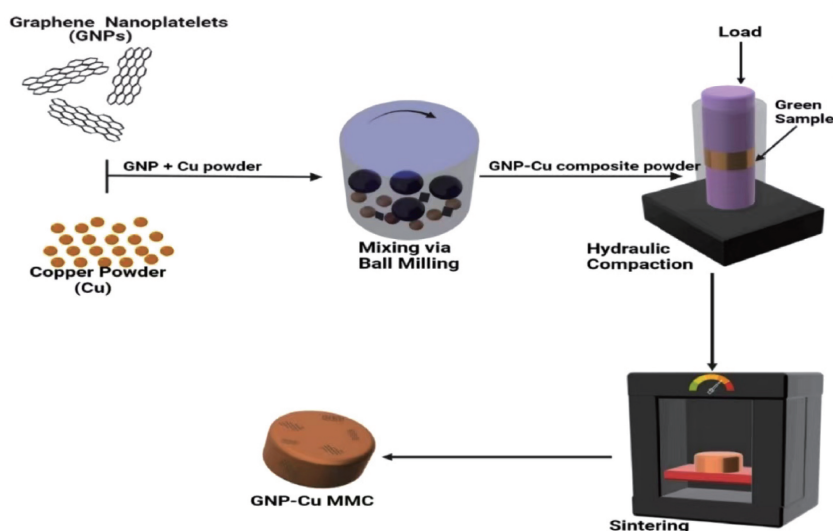 Graphene Nanoplatelets
(GNPs)
GNP + Cu powder
Copper Powder
(Cu)
Mixing via
Ball Milling
GNP-Cu composite powder
Load
Green
Sample
Hydraulic
Compaction
Sintering
GNP-Cu MMC